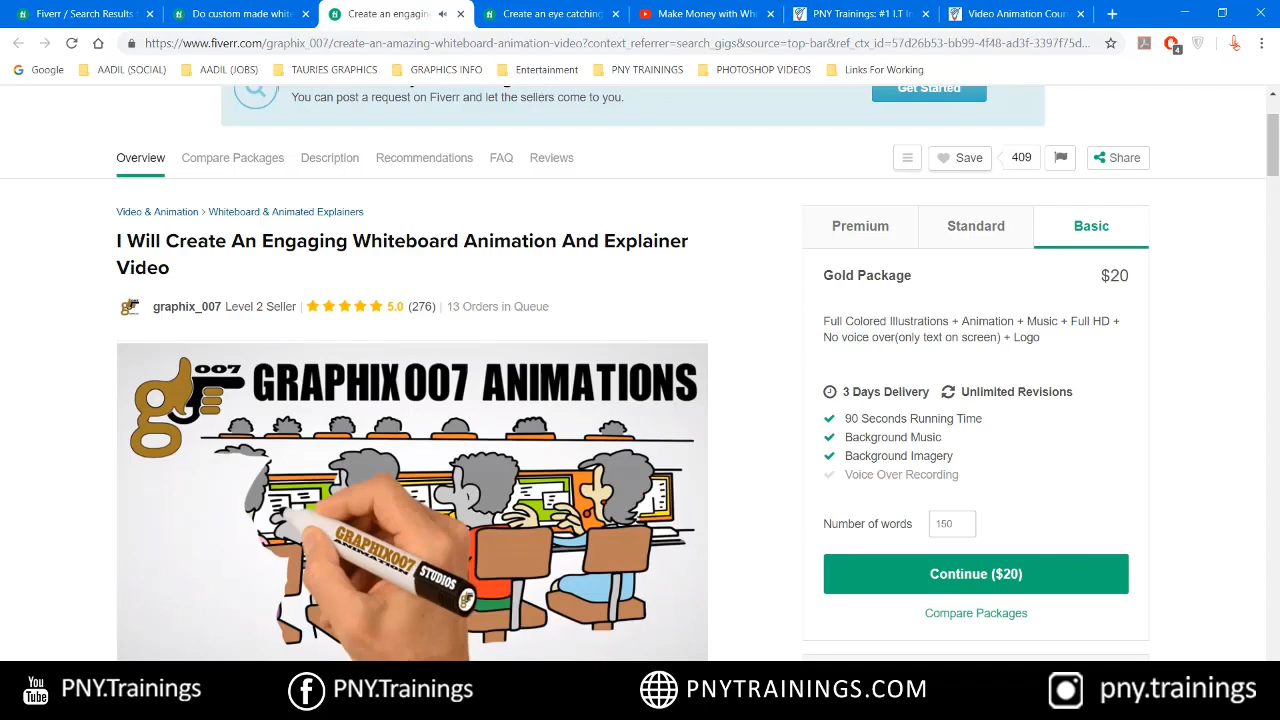 Fiverr / Search Results
Do custom made white
Create an engagin
Create an eye catching
Make Money with Whi
PNY Trainings: #1 I.T In
Video Animation Cour
https://www.fiverr.com/graphix_007/create-an-amazing-whiteboard-animation-video?context_referrer=search_gigs&source=top-bar&ref_ctx_id=57d26b53-bb99-4f48-ad3f-3397f75d...
4
Google
AADIL (SOCIAL)
AADIL (JOBS)
TAURIES GRAPHICS
GRAPHICS INFO
Entertainment
PNY TRAININGS
PHOTOSHOP VIDEOS
Links For Working
You can post a request on Fiverr and let the sellers come to you.
Get Started
Overview
Compare Packages
Description
Recommendations
FAQ
Reviews
Save
409
Share
Video & Animation > Whiteboard & Animated Explainers
I Will Create An Engaging Whiteboard Animation And Explainer
Video
graphix_007 Level 2 Seller | 5.0 (276) | 13 Orders in Queue
Premium
Standard
Basic
Gold Package
$20
Full Colored Illustrations + Animation + Music + Full HD +
No voice over(only text on screen) + Logo
3 Days Delivery
Unlimited Revisions
90 Seconds Running Time
Background Music
Background Imagery
Voice Over Recording
Number of words
150
Continue ($20)
Compare Packages
g 007
GRAPHIX007 ANIMATIONS
GRAPHIX007
ANIMATION STUDIOS
g
You
Tube
PNY.Trainings
PNY.Trainings
PNYTRAININGS.COM
pny.trainings